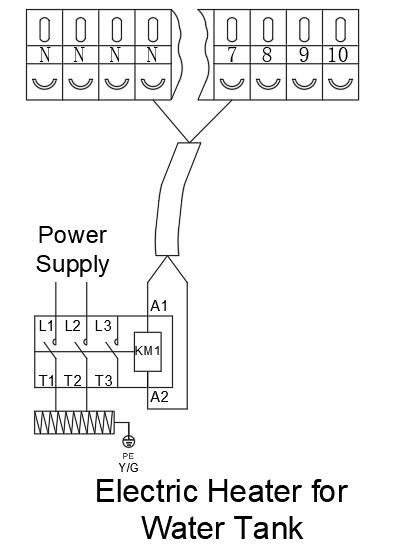 N N N N 7 8 9 10
Power
Supply
A1
L1 L2 L3
KM1
T1 T2 T3
A2
PE
Y/G
Electric Heater for
Water Tank